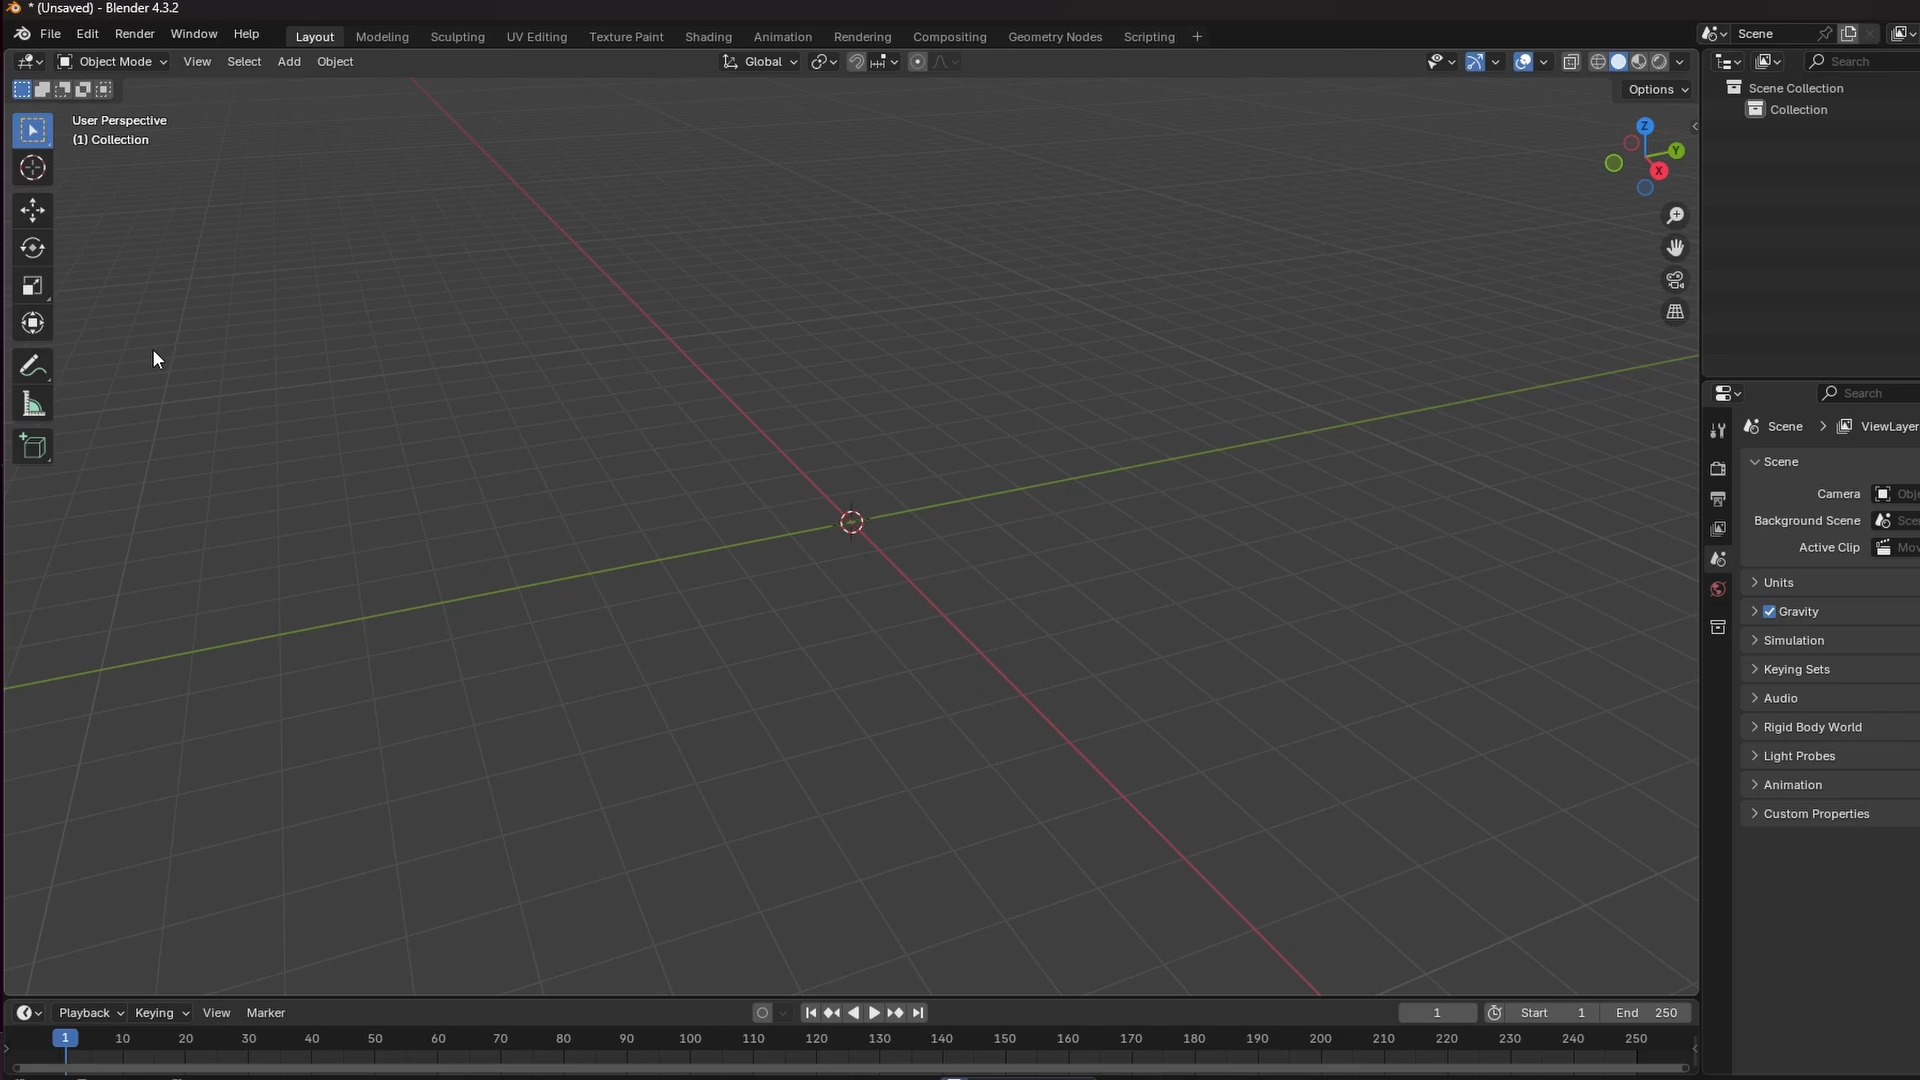 * (Unsaved) - Blender 4.3.2
File Edit Render Window Help Layout Modeling Sculpting UV Editing Texture Paint Shading Animation Rendering Compositing Geometry Nodes Scripting + Scene
Object Mode View Select Add Object Global Search
Options
User Perspective
(1) Collection
Z
Y
X
Scene Collection
Collection
Search
Scene > ViewLayer
Scene
Camera Obje
Background Scene Scen
Active Clip Mov
Units
Gravity
Simulation
Keying Sets
Audio
Rigid Body World
Light Probes
Animation
Custom Properties
Playback Keying View Marker 1 Start 1 End 250
1 10 20 30 40 50 60 70 80 90 100 110 120 130 140 150 160 170 180 190 200 210 220 230 240 250